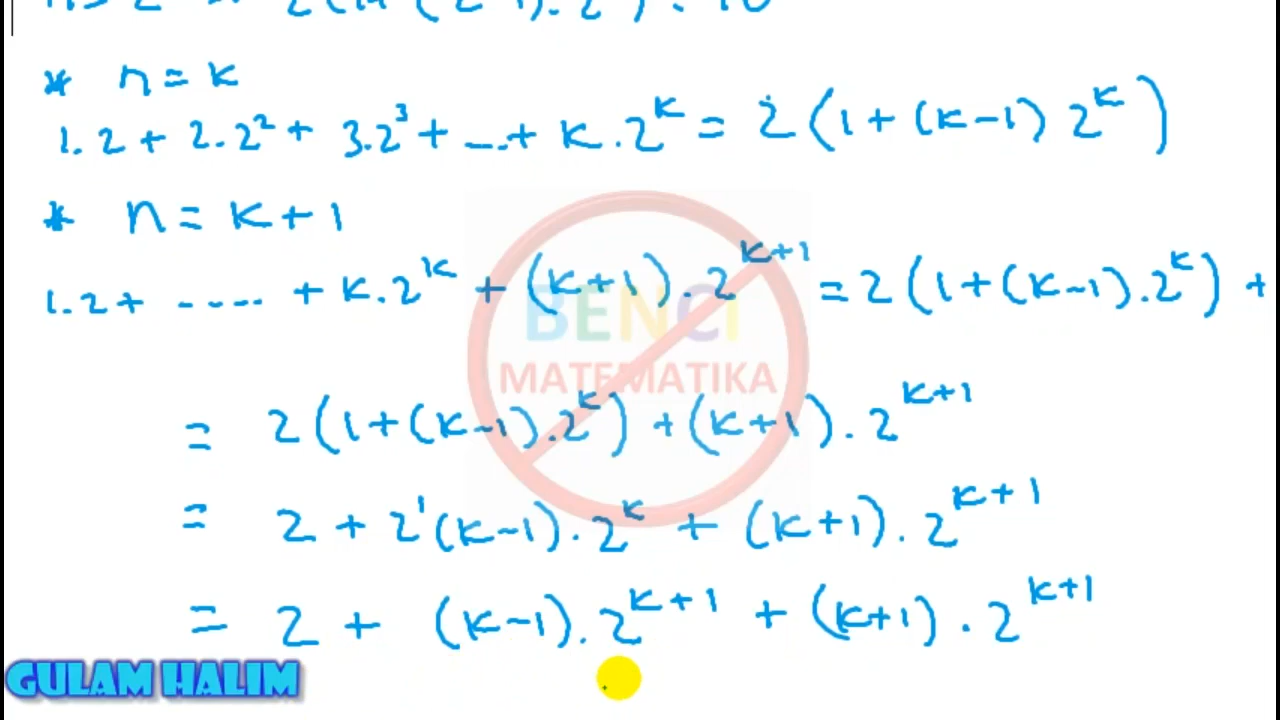 * n = k
1.2 + 2.2² + 3.2³ + ... + k.2ᵏ = 2(1 + (k-1) 2ᵏ)
* n = k + 1
1.2 + ..... + k.2ᵏ + (k+1).2ᵏ⁺¹ = 2(1 + (k-1).2ᵏ) +
BENCI
MATEMATIKA
= 2(1 + (k-1).2ᵏ) + (k+1).2ᵏ⁺¹
= 2 + 2¹(k-1).2ᵏ + (k+1).2ᵏ⁺¹
= 2 + (k-1).2ᵏ⁺¹ + (k+1).2ᵏ⁺¹
GULAM HALIM